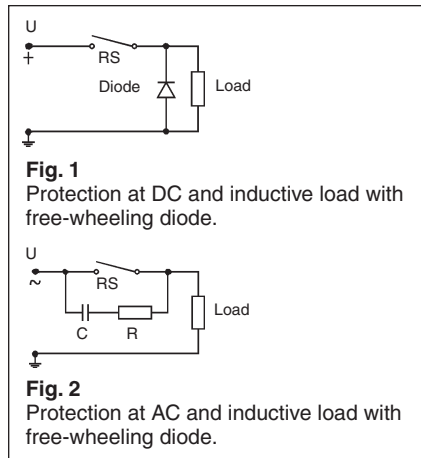 U
+
RS
Diode
Load
Fig. 1
Protection at DC and inductive load with
free-wheeling diode.
U
~
RS
Load
C R
Fig. 2
Protection at AC and inductive load with
free-wheeling diode.